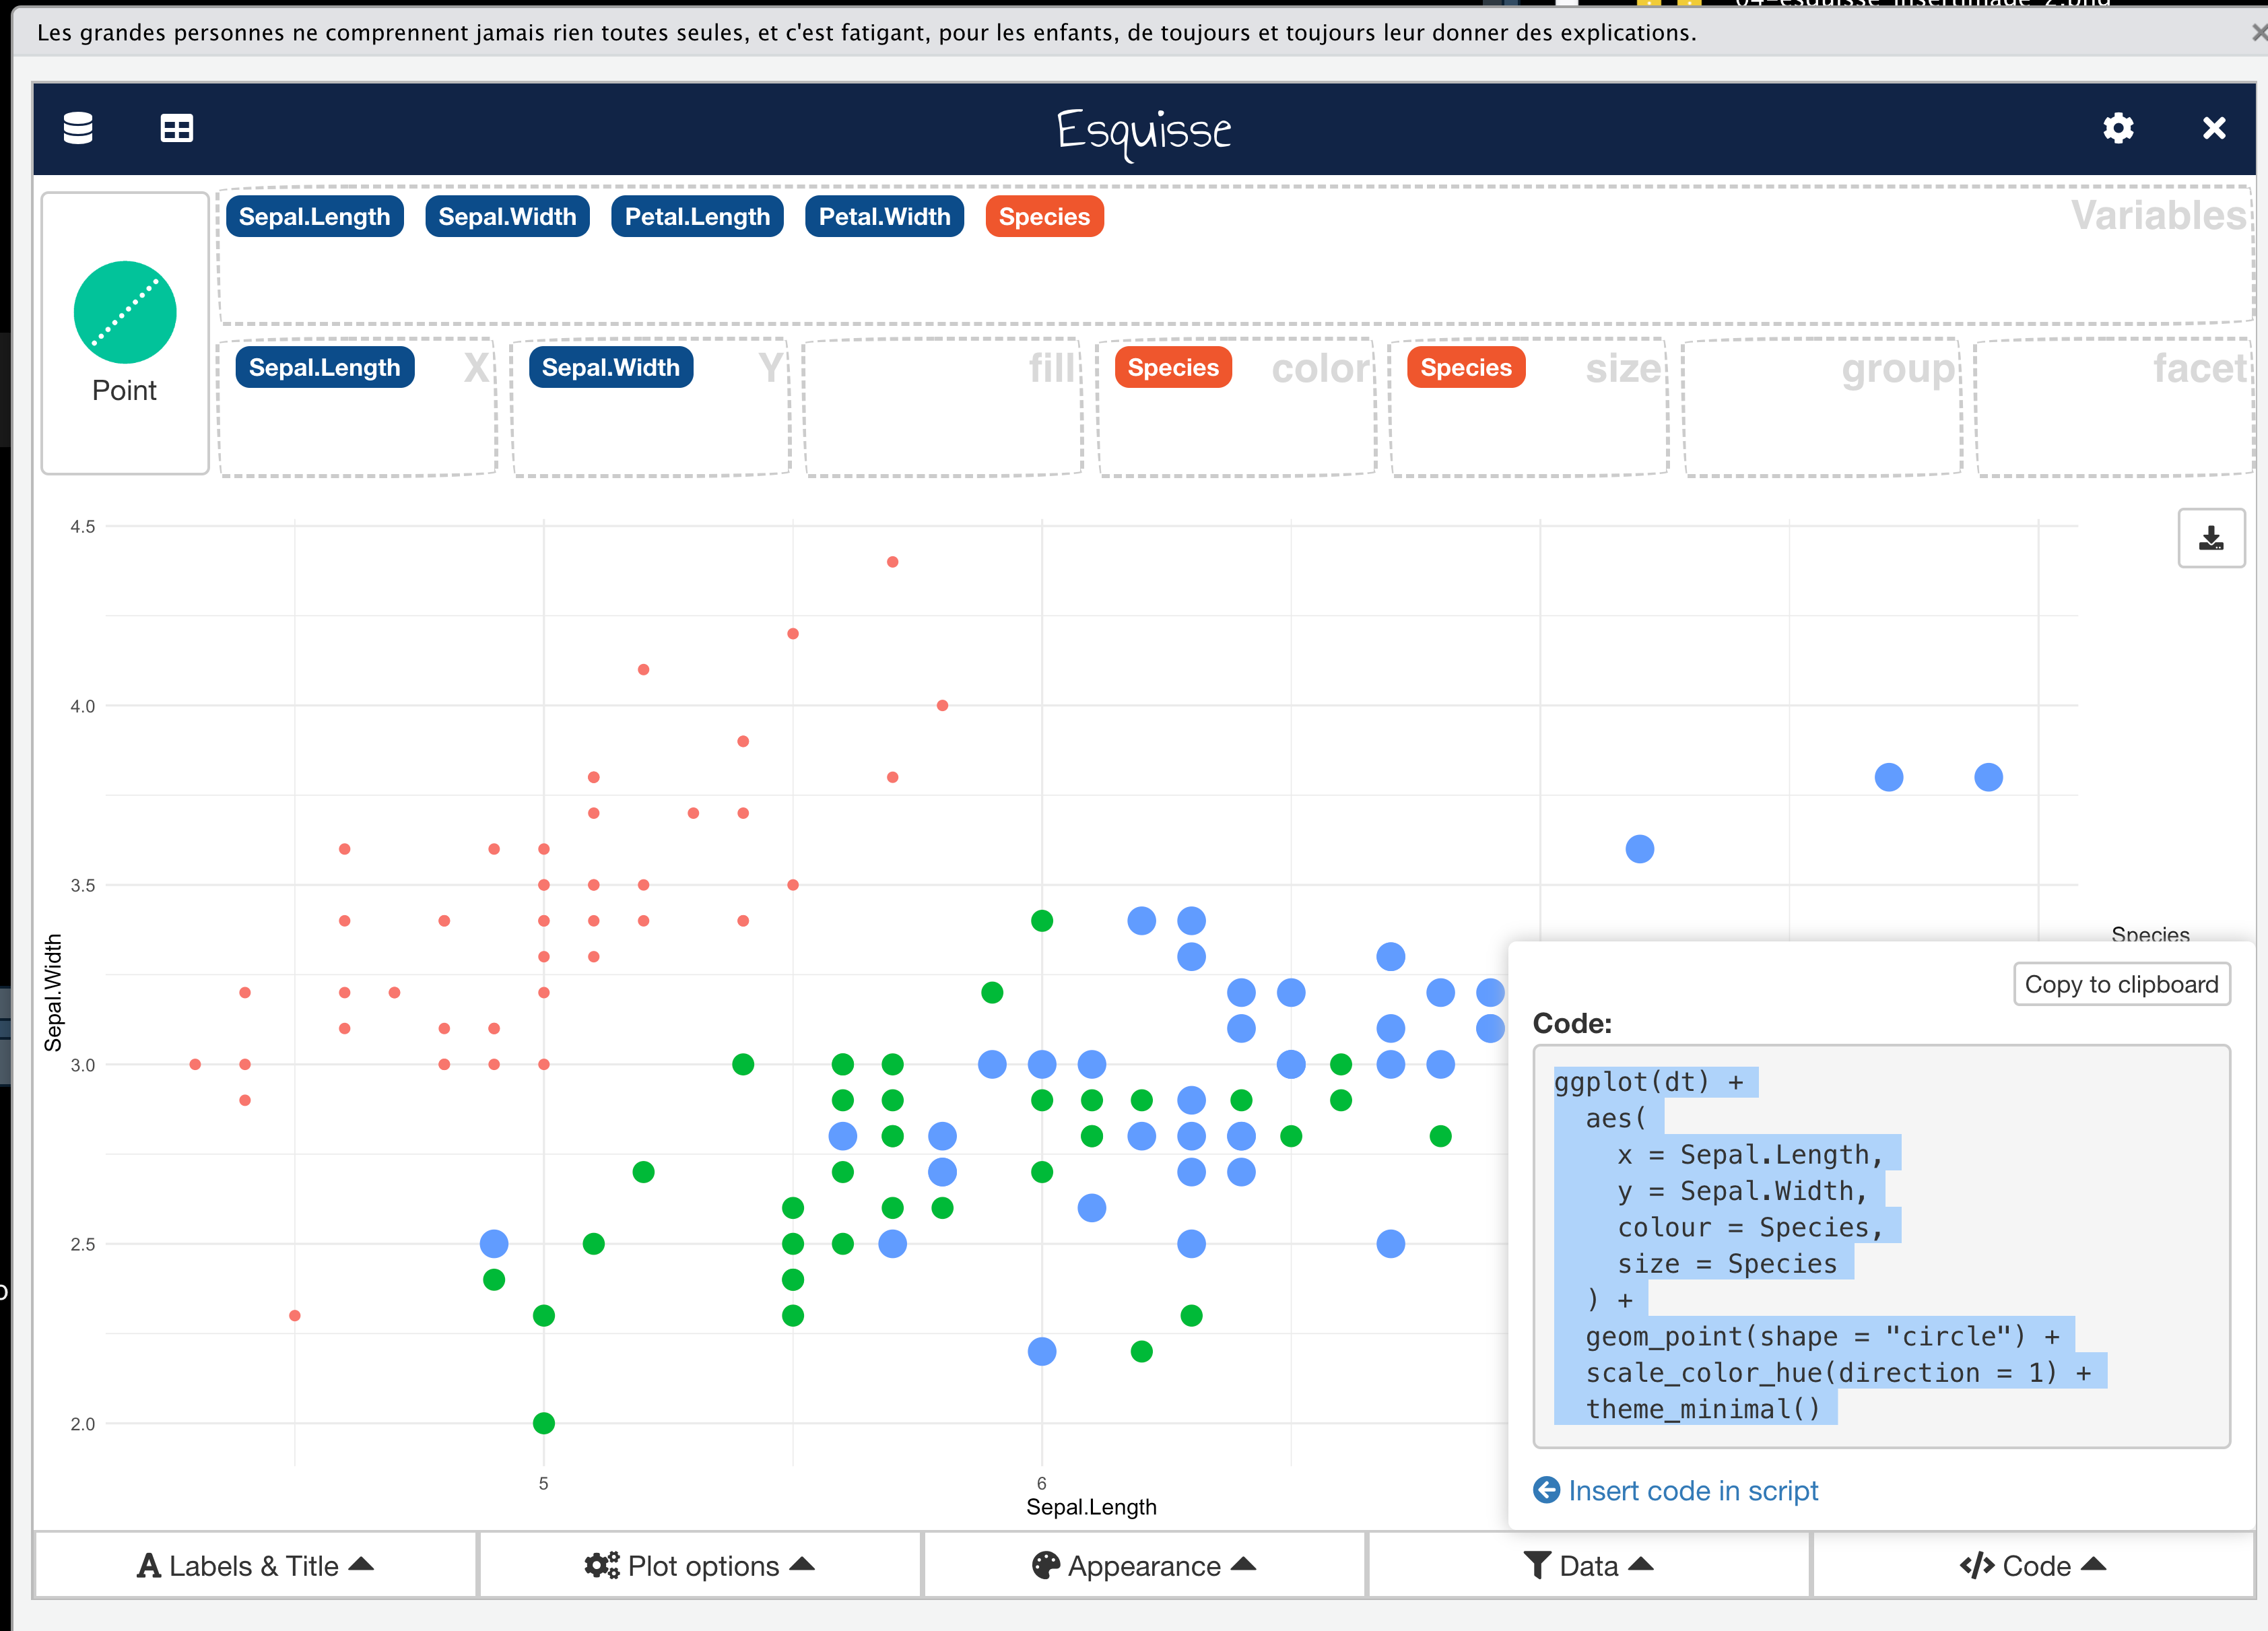 04-esquisse-insertimage-2.png
Les grandes personnes ne comprennent jamais rien toutes seules, et c'est fatigant, pour les enfants, de toujours et toujours leur donner des explications.
Esquisse
Sepal.Length Sepal.Width Petal.Length Petal.Width Species Variables
Point
Sepal.Length X Sepal.Width Y fill Species color Species size group facet
4.5
4.0
3.5
3.0
2.5
2.0
Sepal.Width
5 6
Sepal.Length
Species
Copy to clipboard
Code:
ggplot(dt) +
  aes(
    x = Sepal.Length,
    y = Sepal.Width,
    colour = Species,
    size = Species
  ) +
  geom_point(shape = "circle") +
  scale_color_hue(direction = 1) +
  theme_minimal()
Insert code in script
Labels & Title Plot options Appearance Data Code